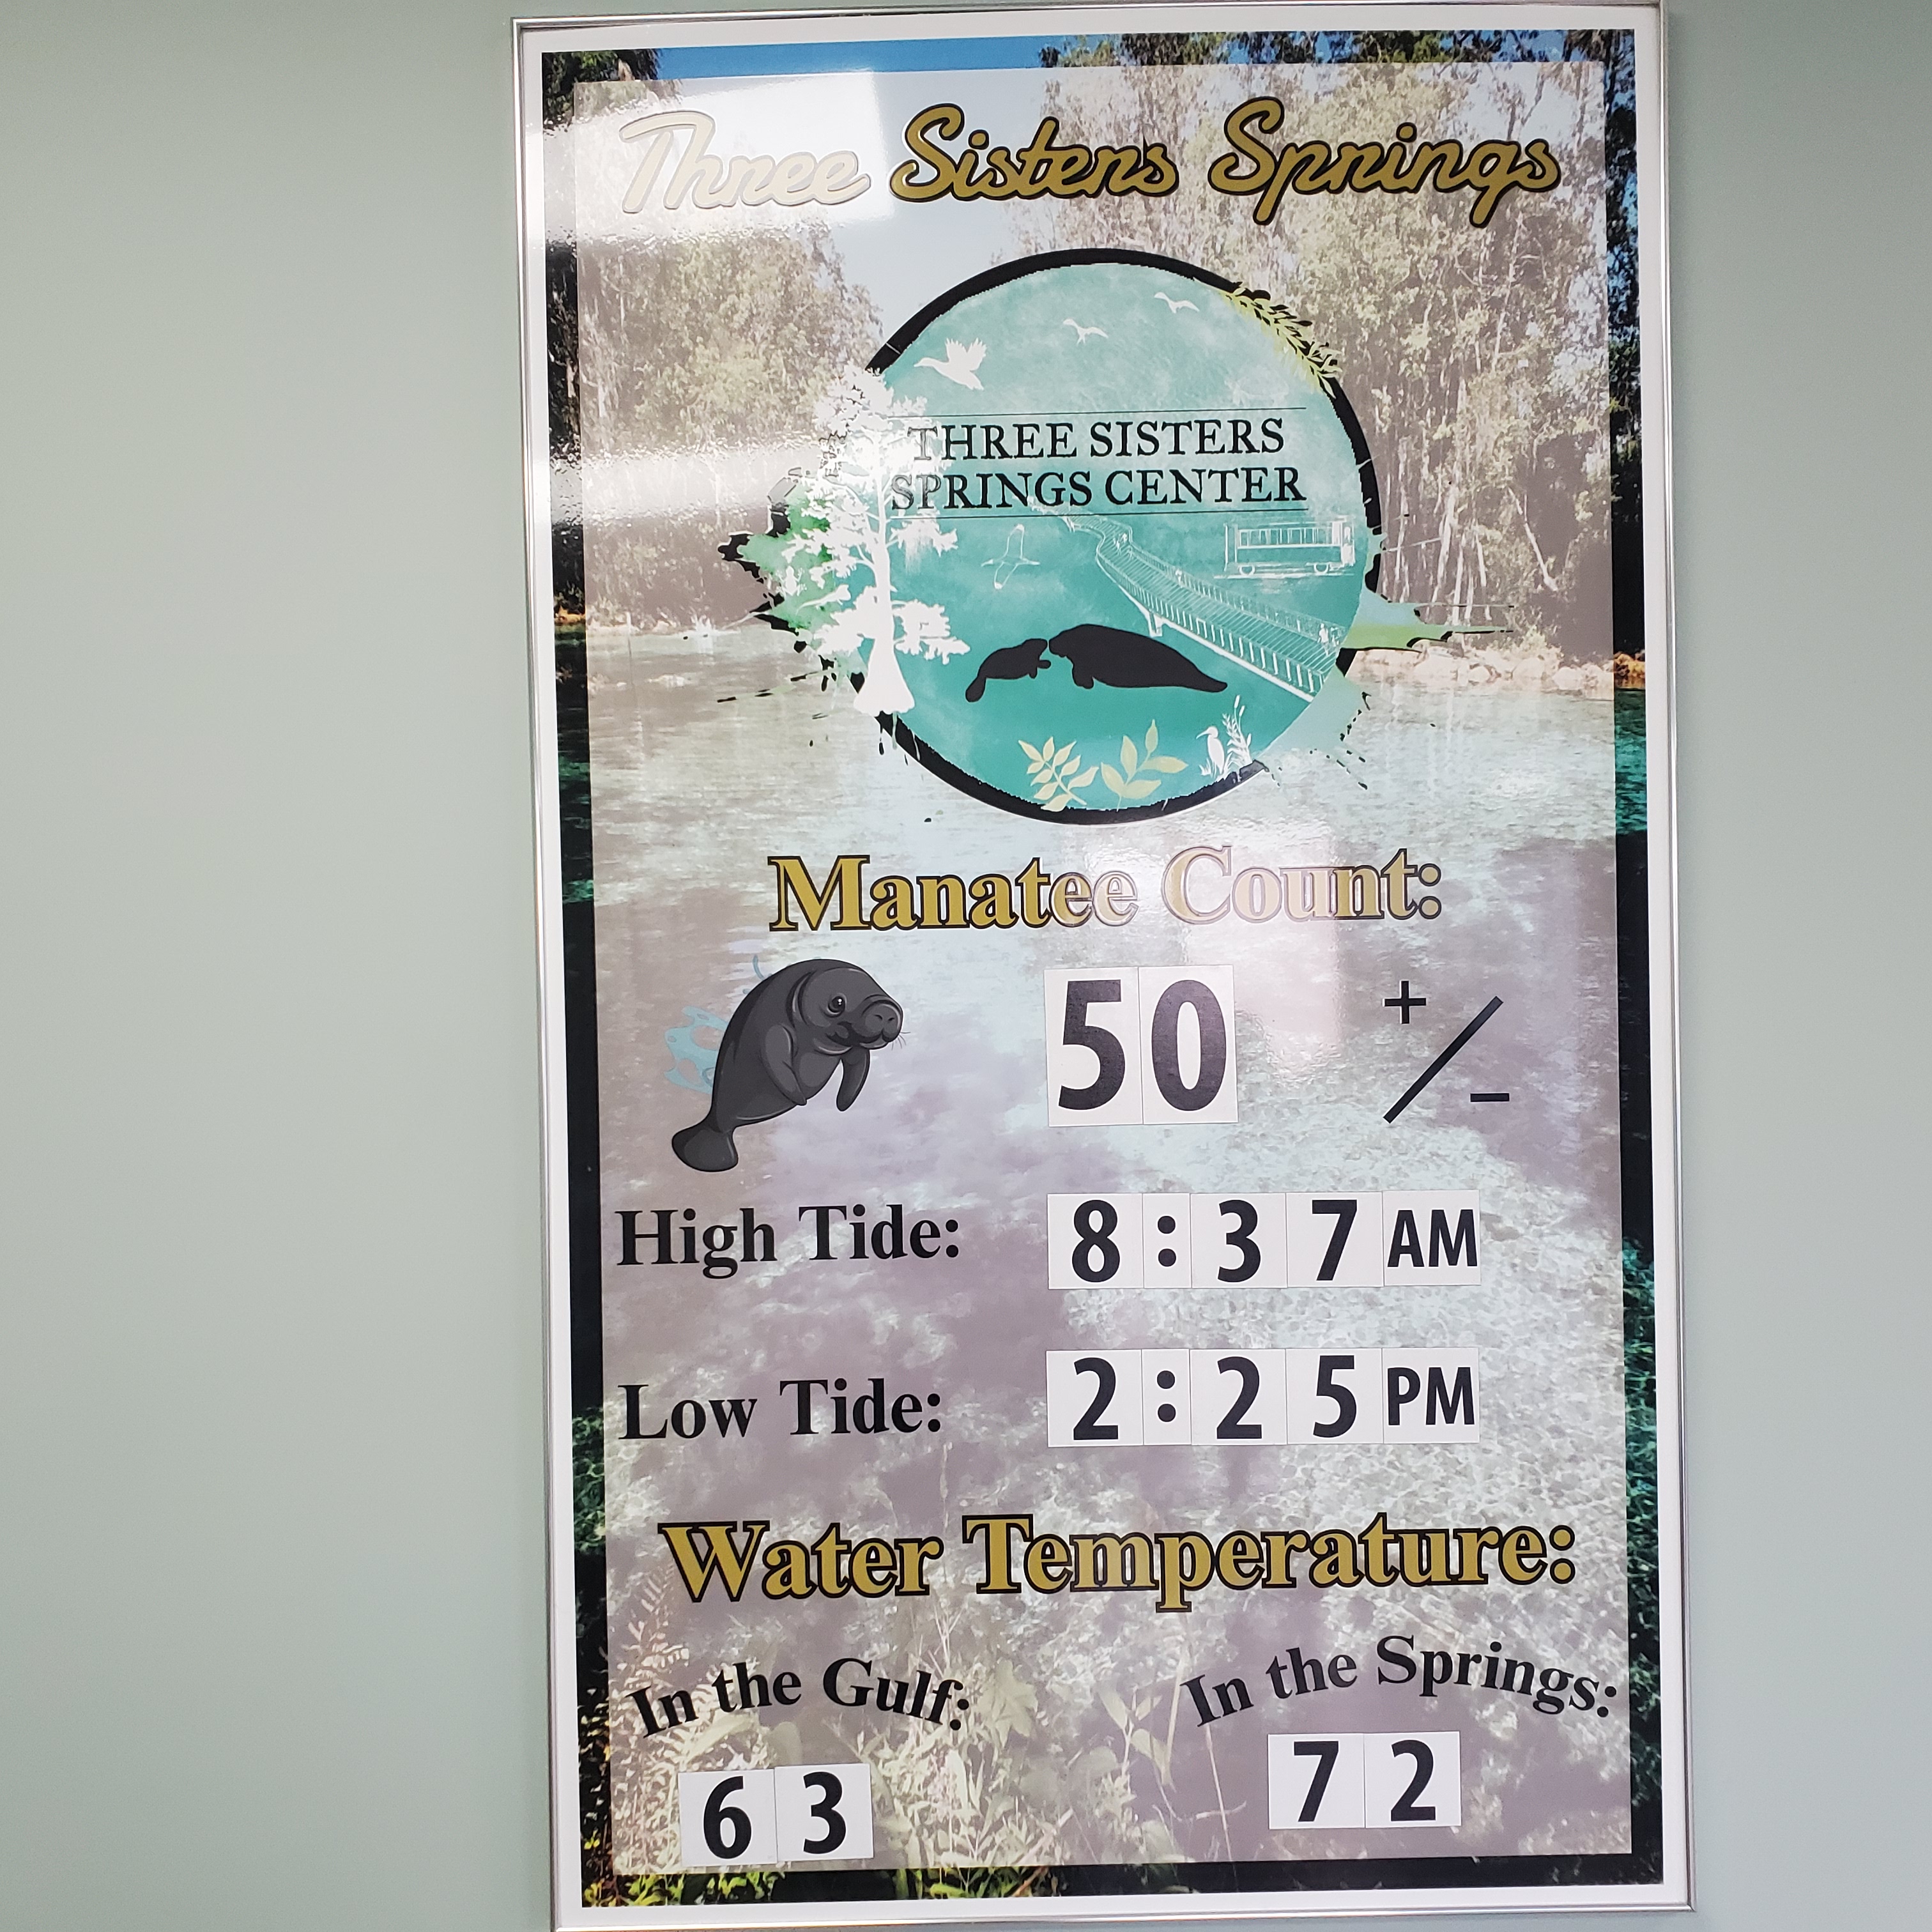 Three Sisters Springs
THREE SISTERS
SPRINGS CENTER
Manatee Count:
50 +/-
High Tide: 8:37 AM
Low Tide: 2:25 PM
Water Temperature:
In the Gulf: In the Springs:
63 72